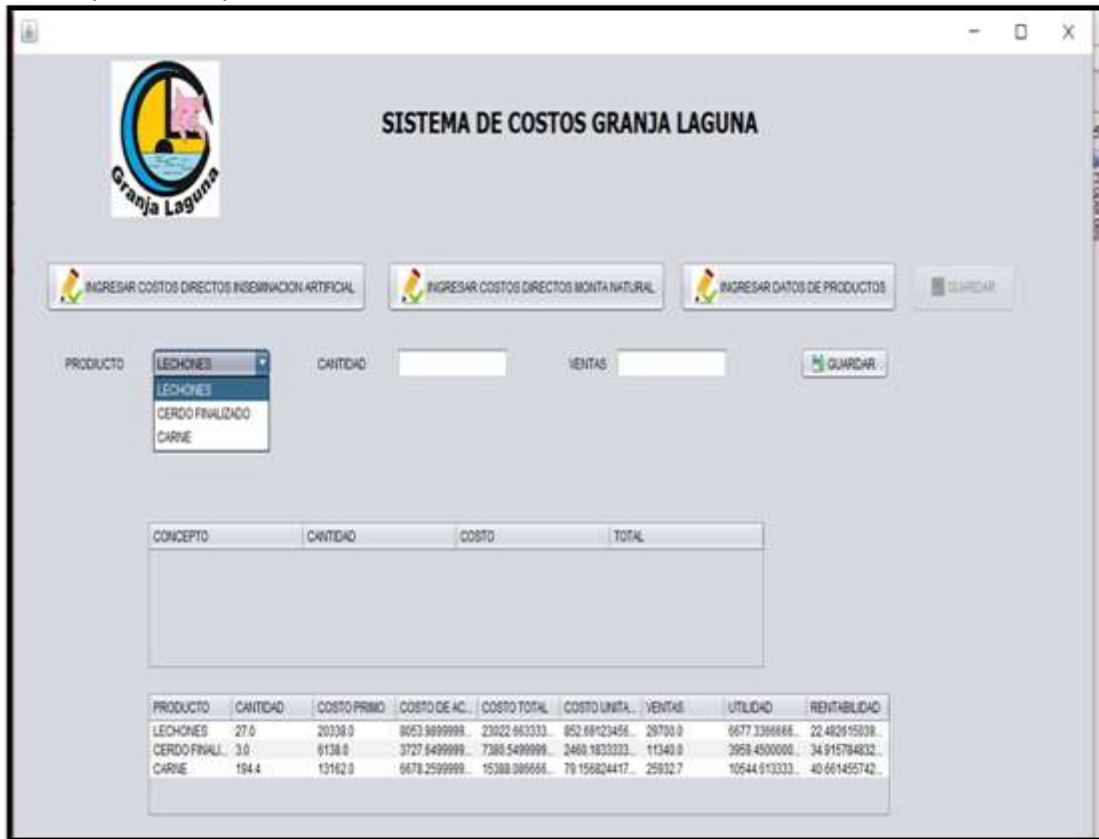 SISTEMA DE COSTOS GRANJA LAGUNA
Granja Laguna
INGRESAR COSTOS DIRECTOS INSEMINACION ARTIFICIAL INGRESAR COSTOS DIRECTOS MONTA NATURAL INGRESAR DATOS DE PRODUCTOS GUARDAR
PRODUCTO LECHONES CANTIDAD VENTAS GUARDAR
LECHONES
CERDO FINALIZADO
CARNE
CONCEPTO CANTIDAD COSTO TOTAL
PRODUCTO CANTIDAD COSTO PRIMO COSTO DE AC... COSTO TOTAL COSTO UNITA... VENTAS UTILIDAD RENTABILIDAD
LECHONES 27.0 20338.0 8053.9899999... 23022.663333... 852.69123456... 29700.0 6677.3366666... 22.482615039...
CERDO FINALI... 3.0 6138.0 3727.6499999... 7380.5499999... 2460.1833333... 11340.0 3959.4500000... 34.915784832...
CARNE 194.4 13162.0 6678.2599999... 15388.086666... 79.156824417... 25932.7 10544.613333... 40.661455742...